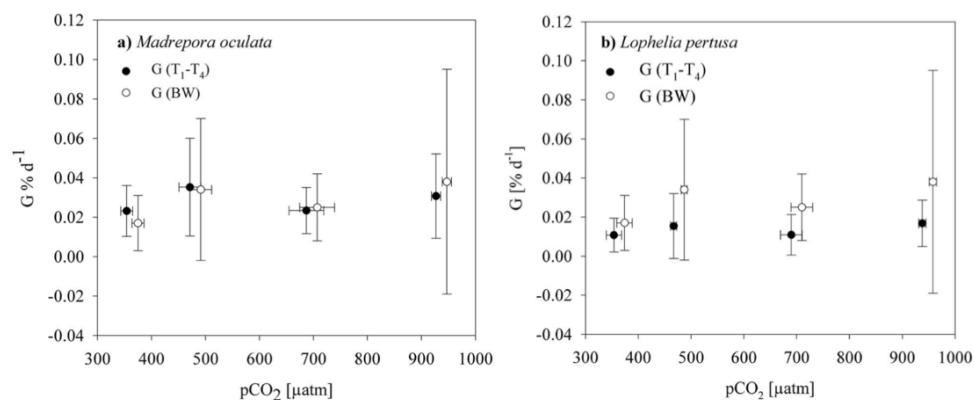 a) Madrepora oculata
G (T₁-T₄)
G (BW)
G % d⁻¹
0.12
0.10
0.08
0.06
0.04
0.02
0.00
-0.02
-0.04
300 400 500 600 700 800 900 1000
pCO₂ [µatm]
b) Lophelia pertusa
G (T₁-T₄)
G (BW)
G [% d⁻¹]
0.12
0.10
0.08
0.06
0.04
0.02
0.00
-0.02
-0.04
300 400 500 600 700 800 900 1000
pCO₂ [µatm]